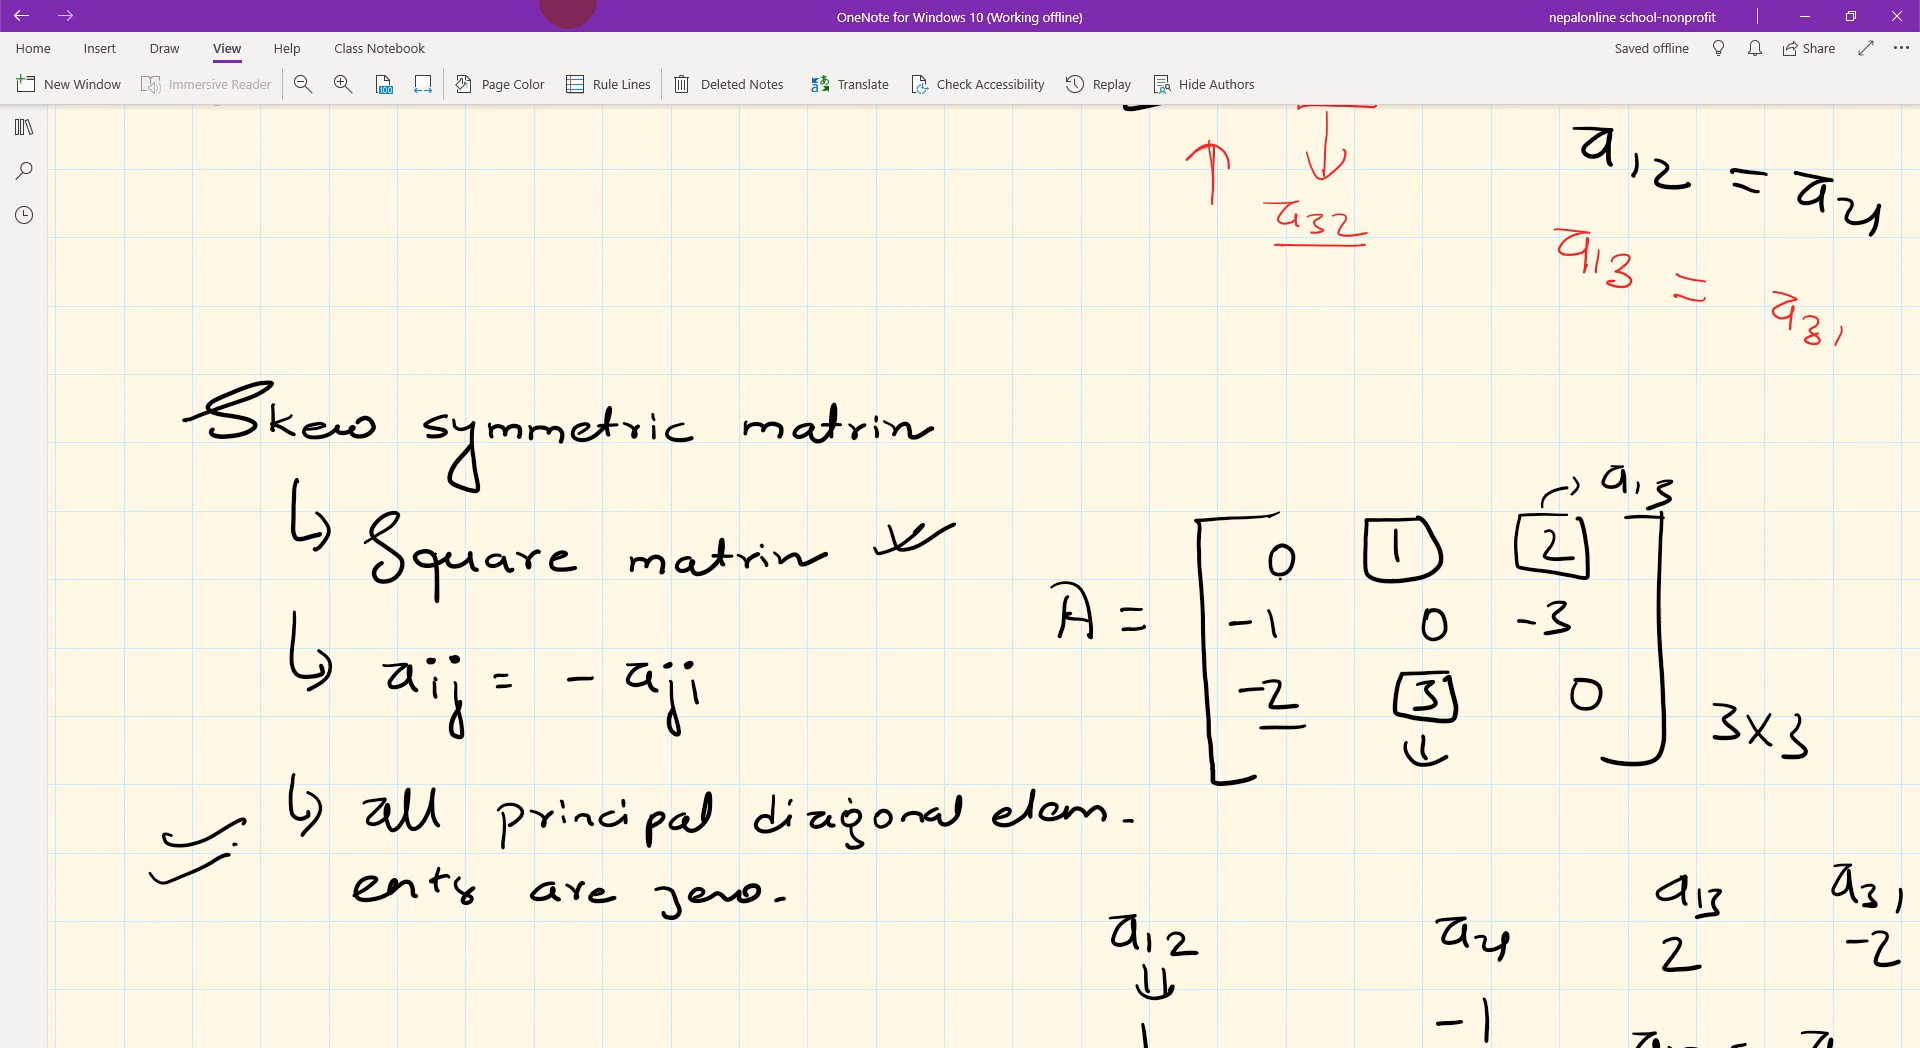 OneNote for Windows 10 (Working offline)
nepalonline school-nonprofit
Home Insert Draw View Help Class Notebook
Saved offline Share
New Window Immersive Reader Page Color Rule Lines Deleted Notes Translate Check Accessibility Replay Hide Authors
a12 = a21
a32
a13 = a31
Skew symmetric matrix
Square matrix
aij = - aji
all principal diagonal elem-
ents are zero.
a13
A =
0 1 2
-1 0 -3
-2 3 0
3×3
a12 a21 a13 a31
2 -2
1 -1